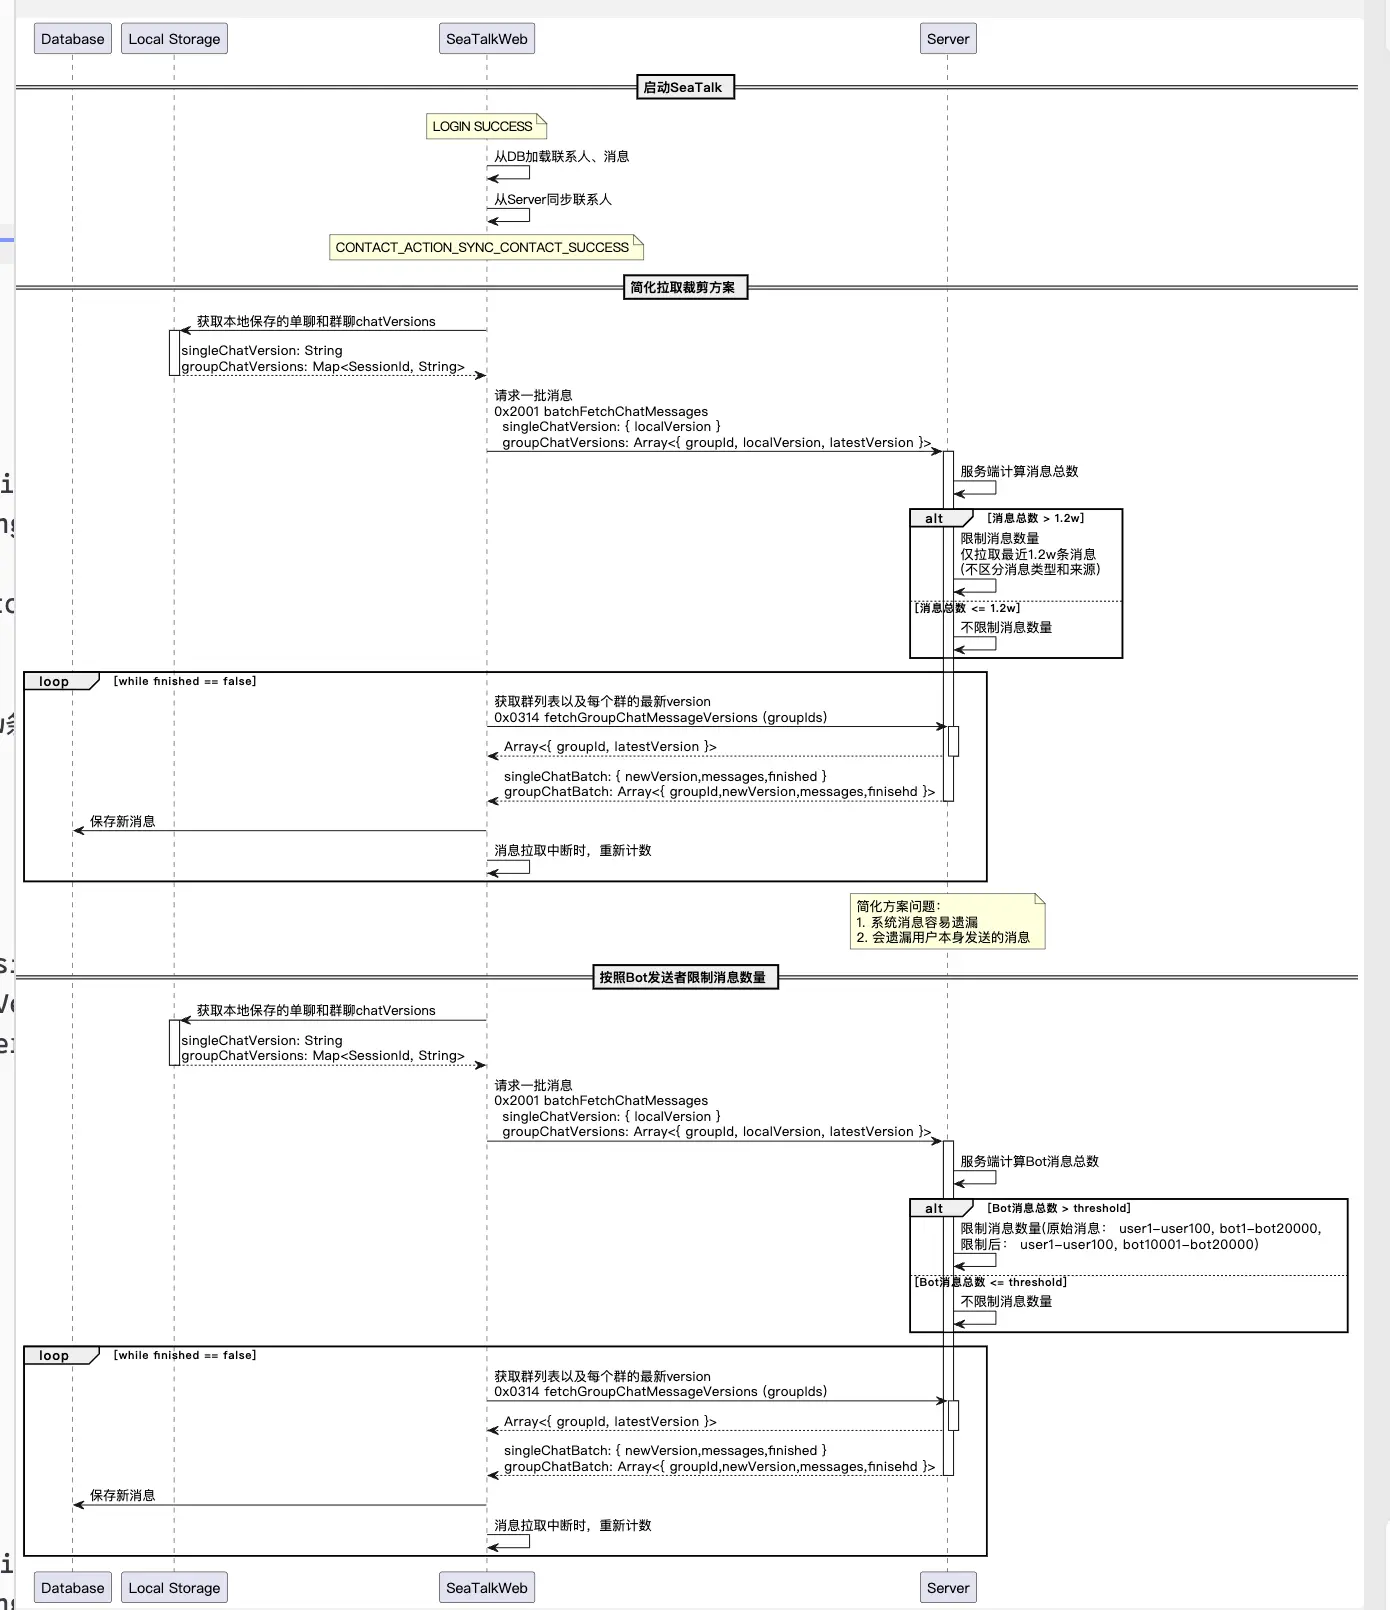 Database
Local Storage
SeaTalkWeb
Server
启动SeaTalk
LOGIN SUCCESS
从DB加载联系人、消息
从Server同步联系人
CONTACT_ACTION_SYNC_CONTACT_SUCCESS
简化拉取裁剪方案
获取本地保存的单聊和群聊chatVersions
singleChatVersion: String
groupChatVersions: Map<SessionId, String>
请求一批消息
0x2001 batchFetchChatMessages
singleChatVersion: { localVersion }
groupChatVersions: Array<{ groupId, localVersion, latestVersion }>
服务端计算消息总数
alt
[消息总数 > 1.2w]
限制消息数量
仅拉取最近1.2w条消息
(不区分消息类型和来源)
[消息总数 <= 1.2w]
不限制消息数量
loop
[while finished == false]
获取群列表以及每个群的最新version
0x0314 fetchGroupChatMessageVersions (groupIds)
Array<{ groupId, latestVersion }>
singleChatBatch: { newVersion,messages,finished }
groupChatBatch: Array<{ groupId,newVersion,messages,finisehd }>
保存新消息
消息拉取中断时，重新计数
简化方案问题：
1. 系统消息容易遗漏
2. 会遗漏用户本身发送的消息
按照Bot发送者限制消息数量
获取本地保存的单聊和群聊chatVersions
singleChatVersion: String
groupChatVersions: Map<SessionId, String>
请求一批消息
0x2001 batchFetchChatMessages
singleChatVersion: { localVersion }
groupChatVersions: Array<{ groupId, localVersion, latestVersion }>
服务端计算Bot消息总数
alt
[Bot消息总数 > threshold]
限制消息数量(原始消息： user1-user100, bot1-bot20000,
限制后： user1-user100, bot10001-bot20000)
[Bot消息总数 <= threshold]
不限制消息数量
loop
[while finished == false]
获取群列表以及每个群的最新version
0x0314 fetchGroupChatMessageVersions (groupIds)
Array<{ groupId, latestVersion }>
singleChatBatch: { newVersion,messages,finished }
groupChatBatch: Array<{ groupId,newVersion,messages,finisehd }>
保存新消息
消息拉取中断时，重新计数
Database
Local Storage
SeaTalkWeb
Server